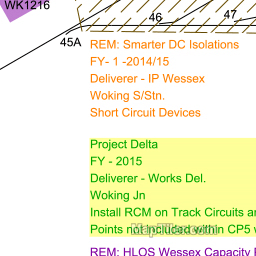 WK1216
46
47
45A
REM: Smarter DC Isolations
FY- 1 -2014/15
Deliverer - IP Wessex
Woking S/Stn.
Short Circuit Devices
Project Delta
FY - 2015
Deliverer - Works Del.
Woking Jn
Install RCM on Track Circuits
Points not included within CP5
REM: HLOS Wessex Capacity